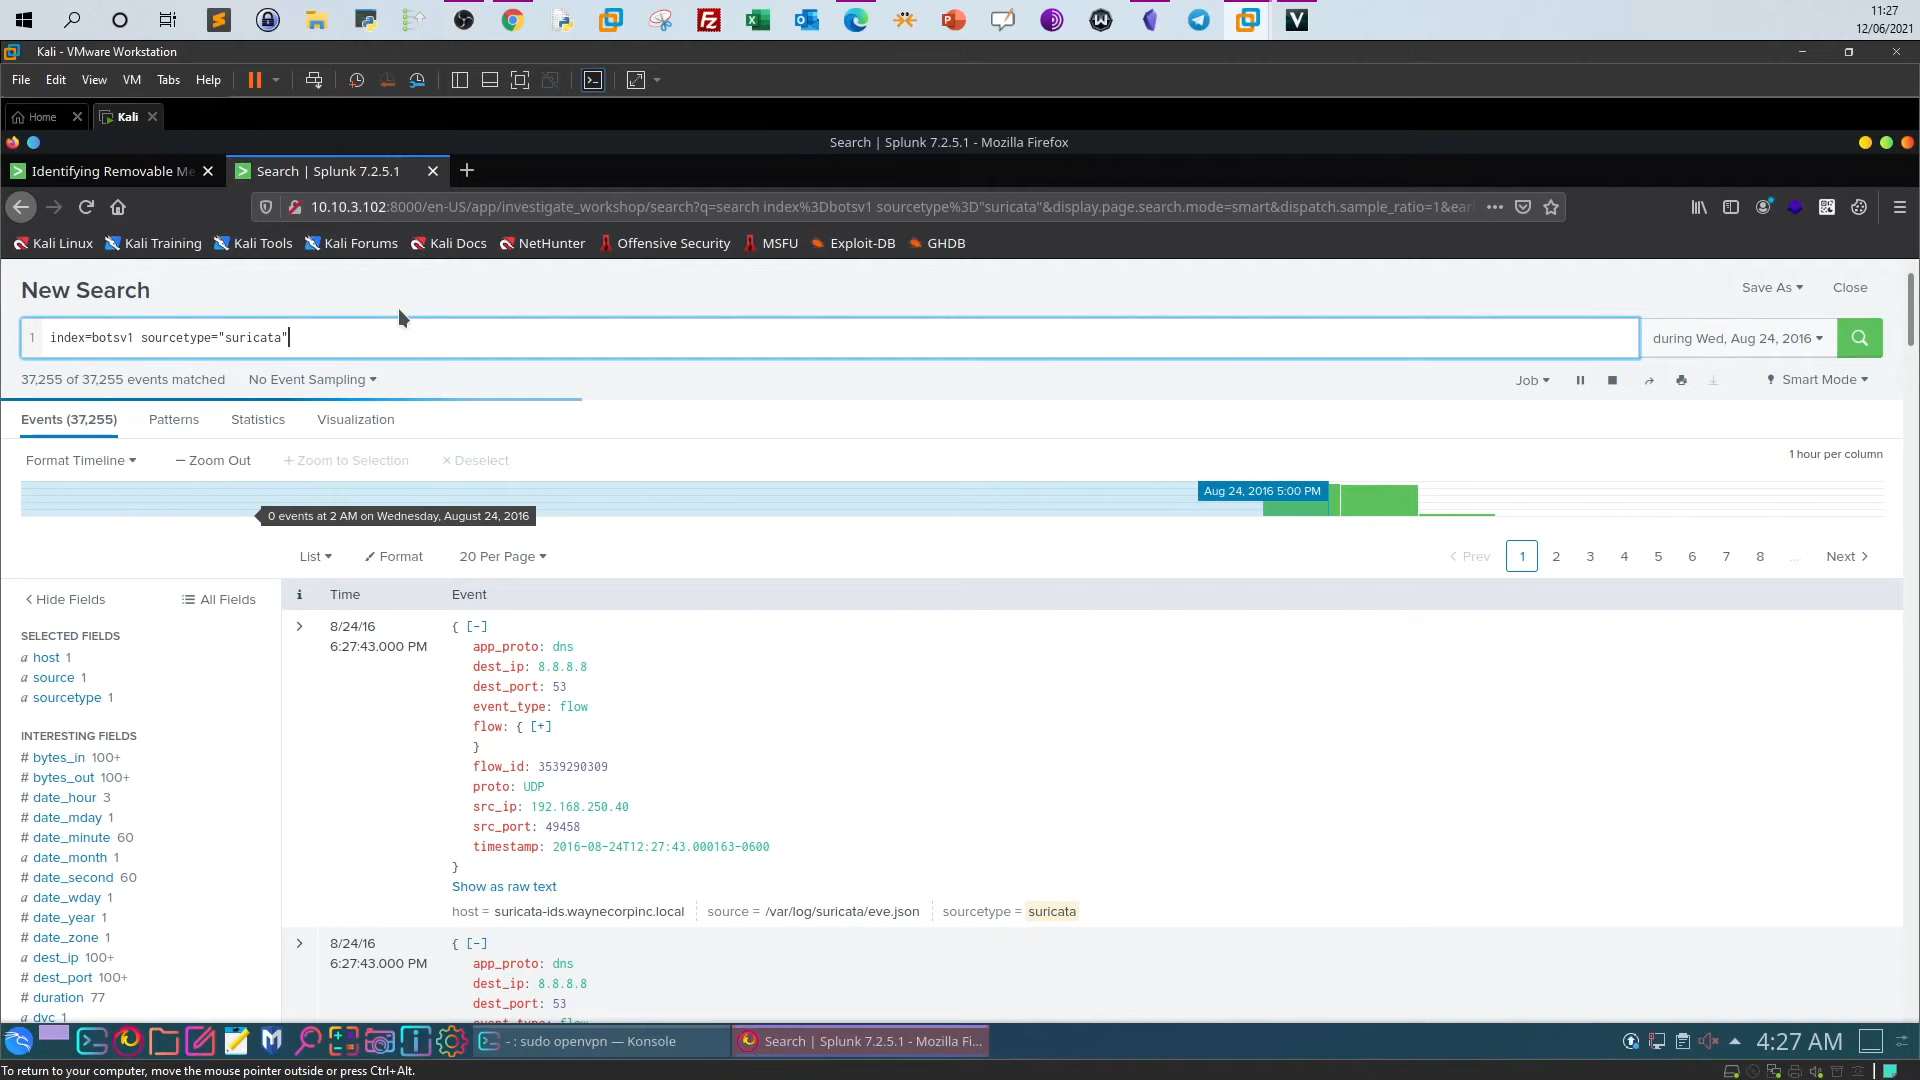 11:27
12/06/2021
Kali - VMware Workstation
File Edit View VM Tabs Help
Home Kali
Search | Splunk 7.2.5.1 - Mozilla Firefox
Identifying Removable Me Search | Splunk 7.2.5.1
10.10.3.102:8000/en-US/app/investigate_workshop/search?q=search index%3Dbotsv1 sourcetype%3D"suricata"&display.page.search.mode=smart&dispatch.sample_ratio=1&earl
Kali Linux Kali Training Kali Tools Kali Forums Kali Docs NetHunter Offensive Security MSFU Exploit-DB GHDB
New Search
Save As Close
1 index=botsv1 sourcetype="suricata"
during Wed, Aug 24, 2016
37,255 of 37,255 events matched No Event Sampling
Job Smart Mode
Events (37,255) Patterns Statistics Visualization
Format Timeline — Zoom Out + Zoom to Selection × Deselect
1 hour per column
Aug 24, 2016 5:00 PM
0 events at 2 AM on Wednesday, August 24, 2016
List Format 20 Per Page
< Prev 1 2 3 4 5 6 7 8 ... Next >
< Hide Fields All Fields
i Time Event
SELECTED FIELDS
a host 1
a source 1
a sourcetype 1
INTERESTING FIELDS
# bytes_in 100+
# bytes_out 100+
# date_hour 3
# date_mday 1
# date_minute 60
a date_month 1
# date_second 60
a date_wday 1
# date_year 1
# date_zone 1
a dest_ip 100+
# dest_port 100+
# duration 77
a dvc 1
> 8/24/16
6:27:43.000 PM
{ [-]
app_proto: dns
dest_ip: 8.8.8.8
dest_port: 53
event_type: flow
flow: { [+]
}
flow_id: 3539290309
proto: UDP
src_ip: 192.168.250.40
src_port: 49458
timestamp: 2016-08-24T12:27:43.000163-0600
}
Show as raw text
host = suricata-ids.waynecorpinc.local source = /var/log/suricata/eve.json sourcetype = suricata
> 8/24/16
6:27:43.000 PM
{ [-]
app_proto: dns
dest_ip: 8.8.8.8
dest_port: 53
event_type: flow
- : sudo openvpn — Konsole
Search | Splunk 7.2.5.1 - Mozilla Fi...
4:27 AM
To return to your computer, move the mouse pointer outside or press Ctrl+Alt.